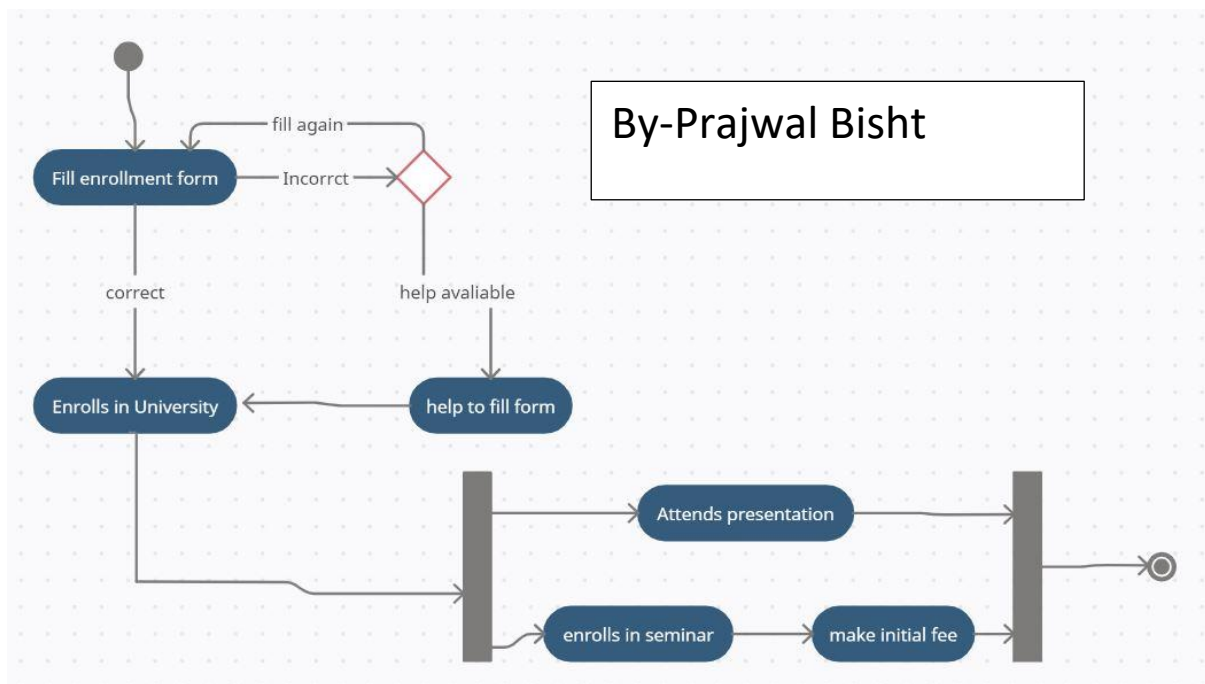 By-Prajwal Bisht
fill again
Fill enrollment form
Incorrct
correct
help avaliable
Enrolls in University
help to fill form
Attends presentation
enrolls in seminar
make initial fee